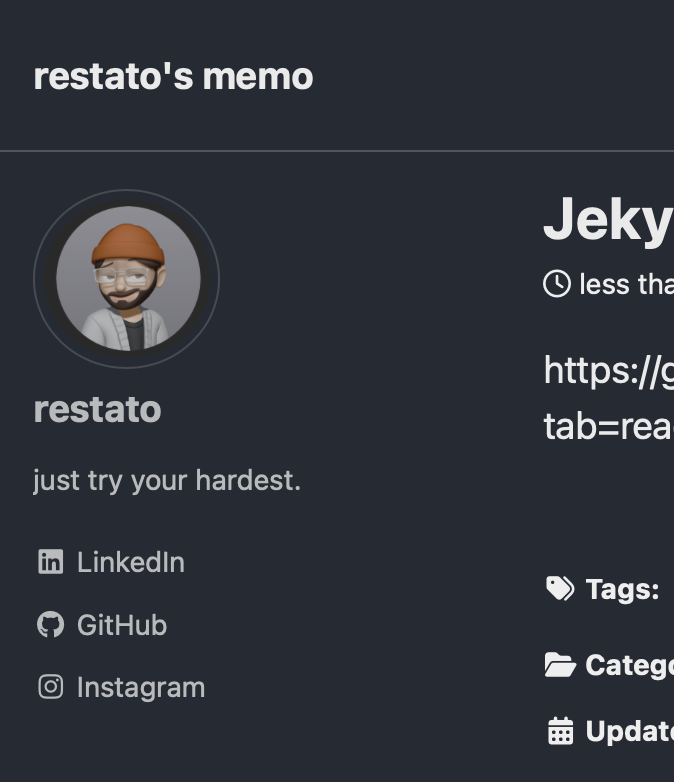 restato's memo
restato
just try your hardest.
LinkedIn
GitHub
Instagram
Jeky
less tha
https://g
tab=rea
Tags:
Catego
Update